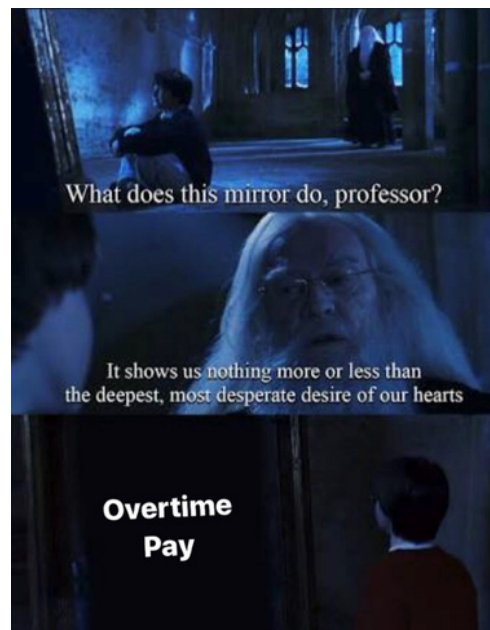 What does this mirror do, professor?
It shows us nothing more or less than
the deepest, most desperate desire of our hearts
Overtime
Pay